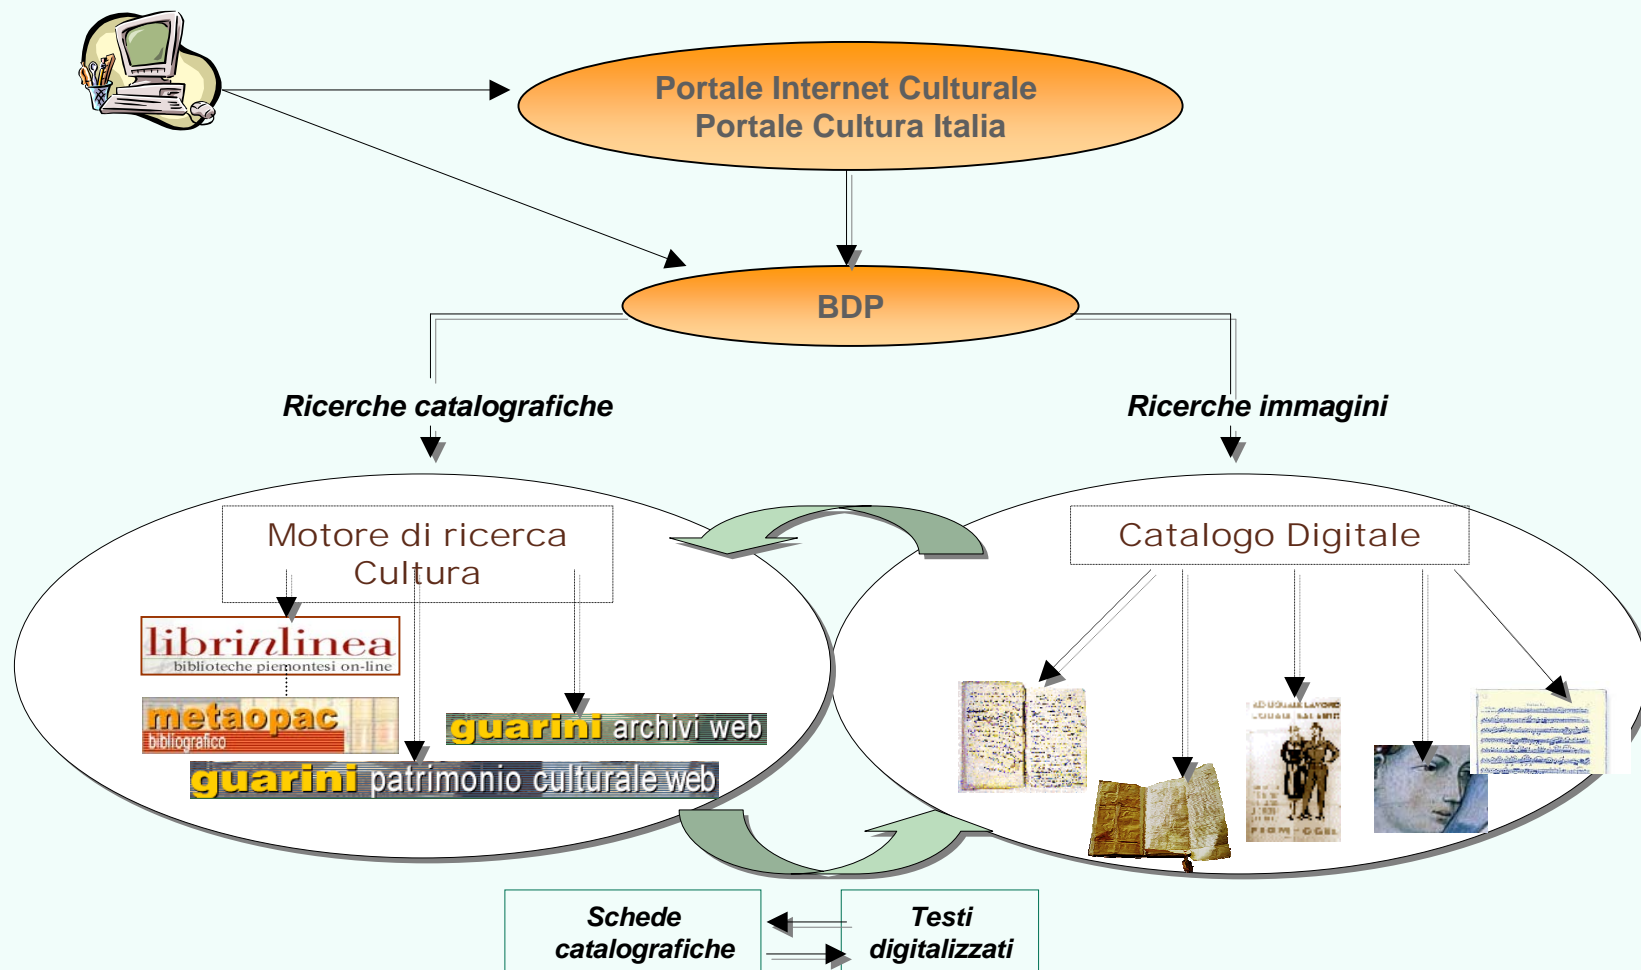 Portale Internet Culturale
Portale Cultura Italia
BDP
Ricerche catalografiche
Ricerche immagini
Motore di ricerca
Cultura
Catalogo Digitale
librinlinea
biblioteche piemontesi on-line
metaopac
bibliografico
guarini archivi web
guarini patrimonio culturale web
Schede
catalografiche
Testi
digitalizzati